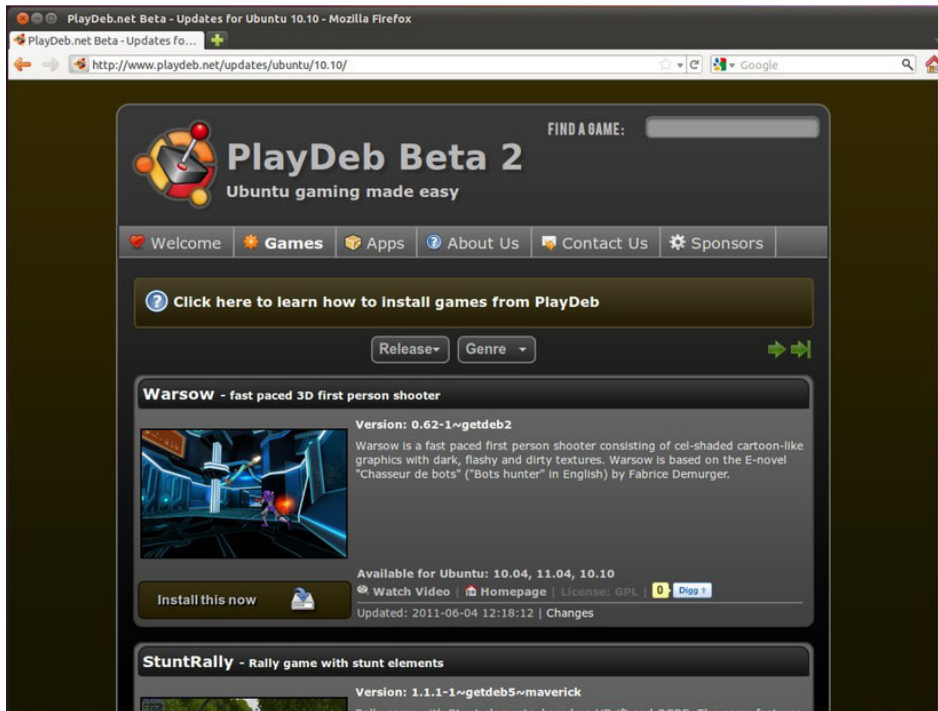 PlayDeb.net Beta - Updates for Ubuntu 10.10 - Mozilla Firefox
PlayDeb.net Beta - Updates fo...
http://www.playdeb.net/updates/ubuntu/10.10/
Google
FIND A GAME:
PlayDeb Beta 2
Ubuntu gaming made easy
Welcome Games Apps About Us Contact Us Sponsors
Click here to learn how to install games from PlayDeb
Release Genre
Warsow - fast paced 3D first person shooter
Version: 0.62-1~getdeb2
Warsow is a fast paced first person shooter consisting of cel-shaded cartoon-like
graphics with dark, flashy and dirty textures. Warsow is based on the E-novel
"Chasseur de bots" ("Bots hunter" in English) by Fabrice Demurger.
Available for Ubuntu: 10.04, 11.04, 10.10
Install this now
Watch Video | Homepage | License: GPL | 0 Digg
Updated: 2011-06-04 12:18:12 | Changes
StuntRally - Rally game with stunt elements
Version: 1.1.1-1~getdeb5~maverick